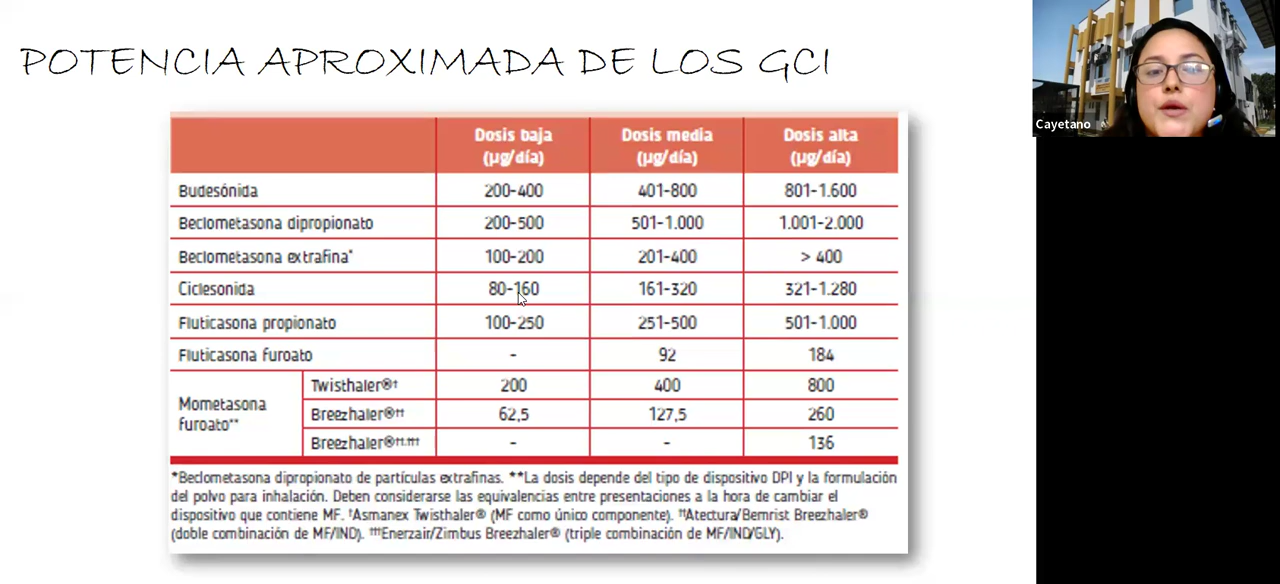 POTENCIA APROXIMADA DE LOS GCI
Cayetano
Dosis baja (µg/día) Dosis media (µg/día) Dosis alta (µg/día)
Budesónida 200-400 401-800 801-1.600
Beclometasona dipropionato 200-500 501-1.000 1.001-2.000
Beclometasona extrafina* 100-200 201-400 > 400
Ciclesonida 80-160 161-320 321-1.280
Fluticasona propionato 100-250 251-500 501-1.000
Fluticasona furoato - 92 184
Mometasona furoato**
Twisthaler®† 200 400 800
Breezhaler®†† 62,5 127,5 260
Breezhaler®††,††† - - 136
*Beclometasona dipropionato de partículas extrafinas. **La dosis depende del tipo de dispositivo DPI y la formulación
del polvo para inhalación. Deben considerarse las equivalencias entre presentaciones a la hora de cambiar el
dispositivo que contiene MF. †Asmanex Twisthaler® (MF como único componente). ††Atectura/Bemrist Breezhaler®
(doble combinación de MF/IND). †††Enerzair/Zimbus Breezhaler® (triple combinación de MF/IND/GLY).